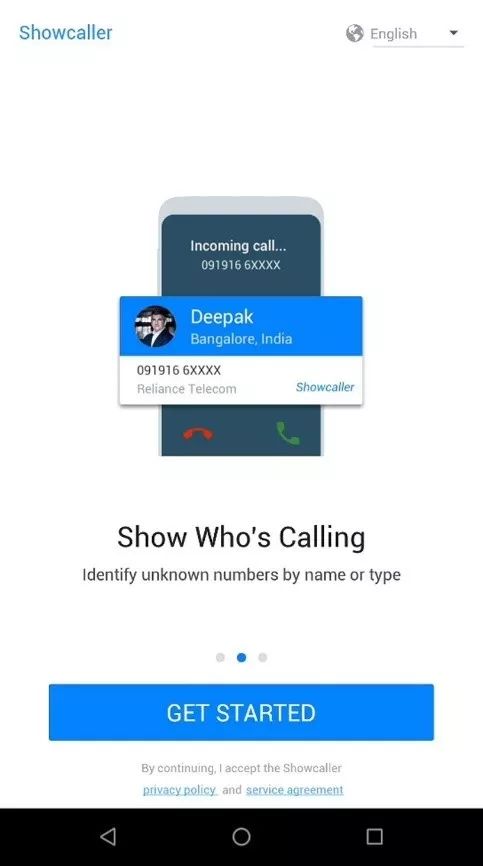 Showcaller
English
Incoming call...
091916 6XXXX
Deepak
Bangalore, India
091916 6XXXX
Reliance Telecom
Showcaller
Show Who's Calling
Identify unknown numbers by name or type
GET STARTED
By continuing, I accept the Showcaller
privacy policy and service agreement